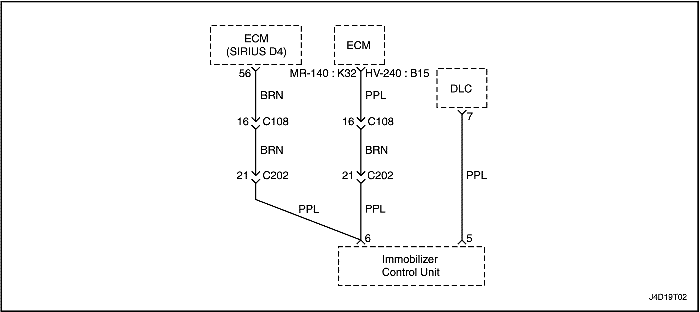 ECM
(SIRIUS D4)
ECM
56
MR-140 : K32
HV-240 : B15
DLC
BRN
PPL
7
16
C108
16
C108
BRN
BRN
PPL
21
C202
21
C202
PPL
PPL
6
5
Immobilizer
Control Unit
J4D19T02